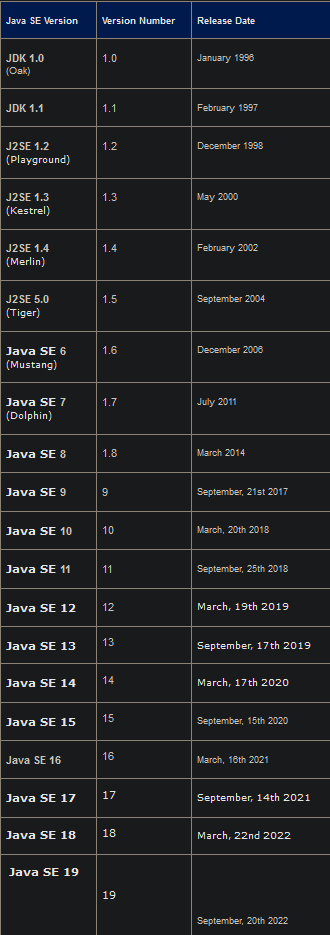 Java SE Version Version Number Release Date
JDK 1.0 1.0 January 1996
(Oak)
JDK 1.1 1.1 February 1997
J2SE 1.2 1.2 December 1998
(Playground)
J2SE 1.3 1.3 May 2000
(Kestrel)
J2SE 1.4 1.4 February 2002
(Merlin)
J2SE 5.0 1.5 September 2004
(Tiger)
Java SE 6 1.6 December 2006
(Mustang)
Java SE 7 1.7 July 2011
(Dolphin)
Java SE 8 1.8 March 2014
Java SE 9 9 September, 21st 2017
Java SE 10 10 March, 20th 2018
Java SE 11 11 September, 25th 2018
Java SE 12 12 March, 19th 2019
Java SE 13 13 September, 17th 2019
Java SE 14 14 March, 17th 2020
Java SE 15 15 September, 15th 2020
Java SE 16 16 March, 16th 2021
Java SE 17 17 September, 14th 2021
Java SE 18 18 March, 22nd 2022
Java SE 19
19
September, 20th 2022